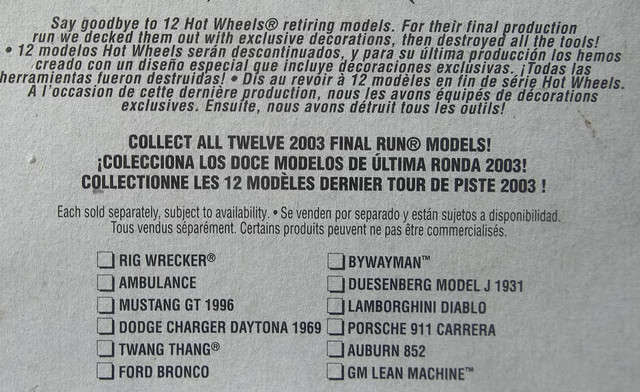 Say goodbye to 12 Hot Wheels® retiring models. For their final production
run we decked them out with exclusive decorations, then destroyed all the tools!
• 12 modelos Hot Wheels serán descontinuados, y para su última producción los hemos
creado con un diseño especial que incluye decoraciones exclusivas. ¡Todas las
herramientas fueron destruidas! • Dis au revoir à 12 modèles en fin de série Hot Wheels.
A l'occasion de cette dernière production, nous les avons équipés de décorations
exclusives. Ensuite, nous avons détruit tous les outils!
COLLECT ALL TWELVE 2003 FINAL RUN® MODELS!
¡COLECCIONA LOS DOCE MODELOS DE ÚLTIMA RONDA 2003!
COLLECTIONNE LES 12 MODÈLES DERNIER TOUR DE PISTE 2003 !
Each sold separately, subject to availability. • Se venden por separado y están sujetos a disponibilidad.
Tous vendus séparément. Certains produits peuvent ne pas être commercialisés.
RIG WRECKER®
AMBULANCE
MUSTANG GT 1996
DODGE CHARGER DAYTONA 1969
TWANG THANG®
FORD BRONCO
BYWAYMAN™
DUESENBERG MODEL J 1931
LAMBORGHINI DIABLO
PORSCHE 911 CARRERA
AUBURN 852
GM LEAN MACHINE™